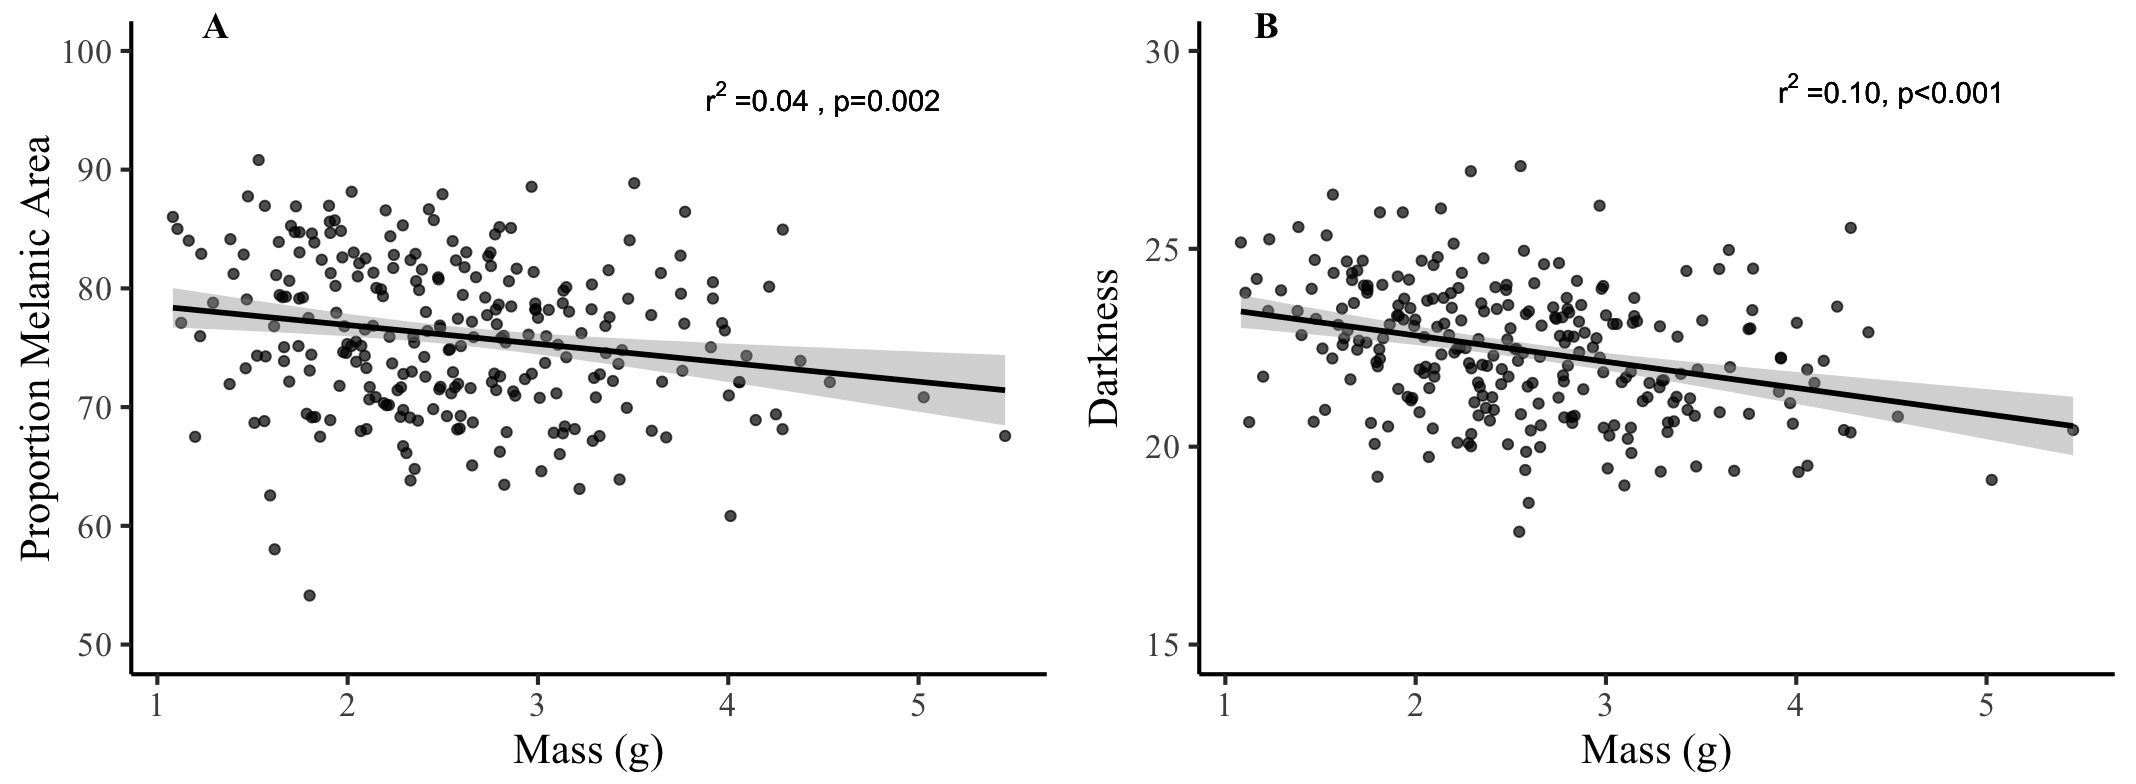 A
r² =0.04 , p=0.002
Proportion Melanic Area
100
90
80
70
60
50
1 2 3 4 5
Mass (g)
B
r² =0.10, p<0.001
Darkness
30
25
20
15
1 2 3 4 5
Mass (g)